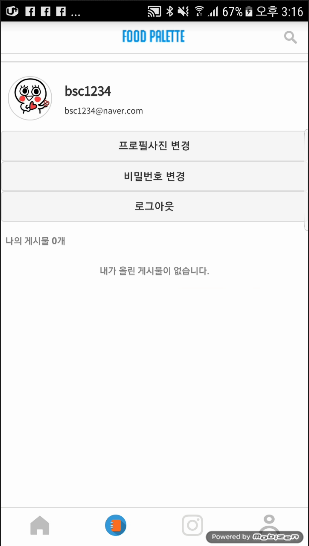 ... 67% 오후 3:16
FOOD PALETTE
bsc1234
bsc1234@naver.com
프로필사진 변경
비밀번호 변경
로그아웃
나의 게시물 0개
내가 올린 게시물이 없습니다.
Powered by Mobizen